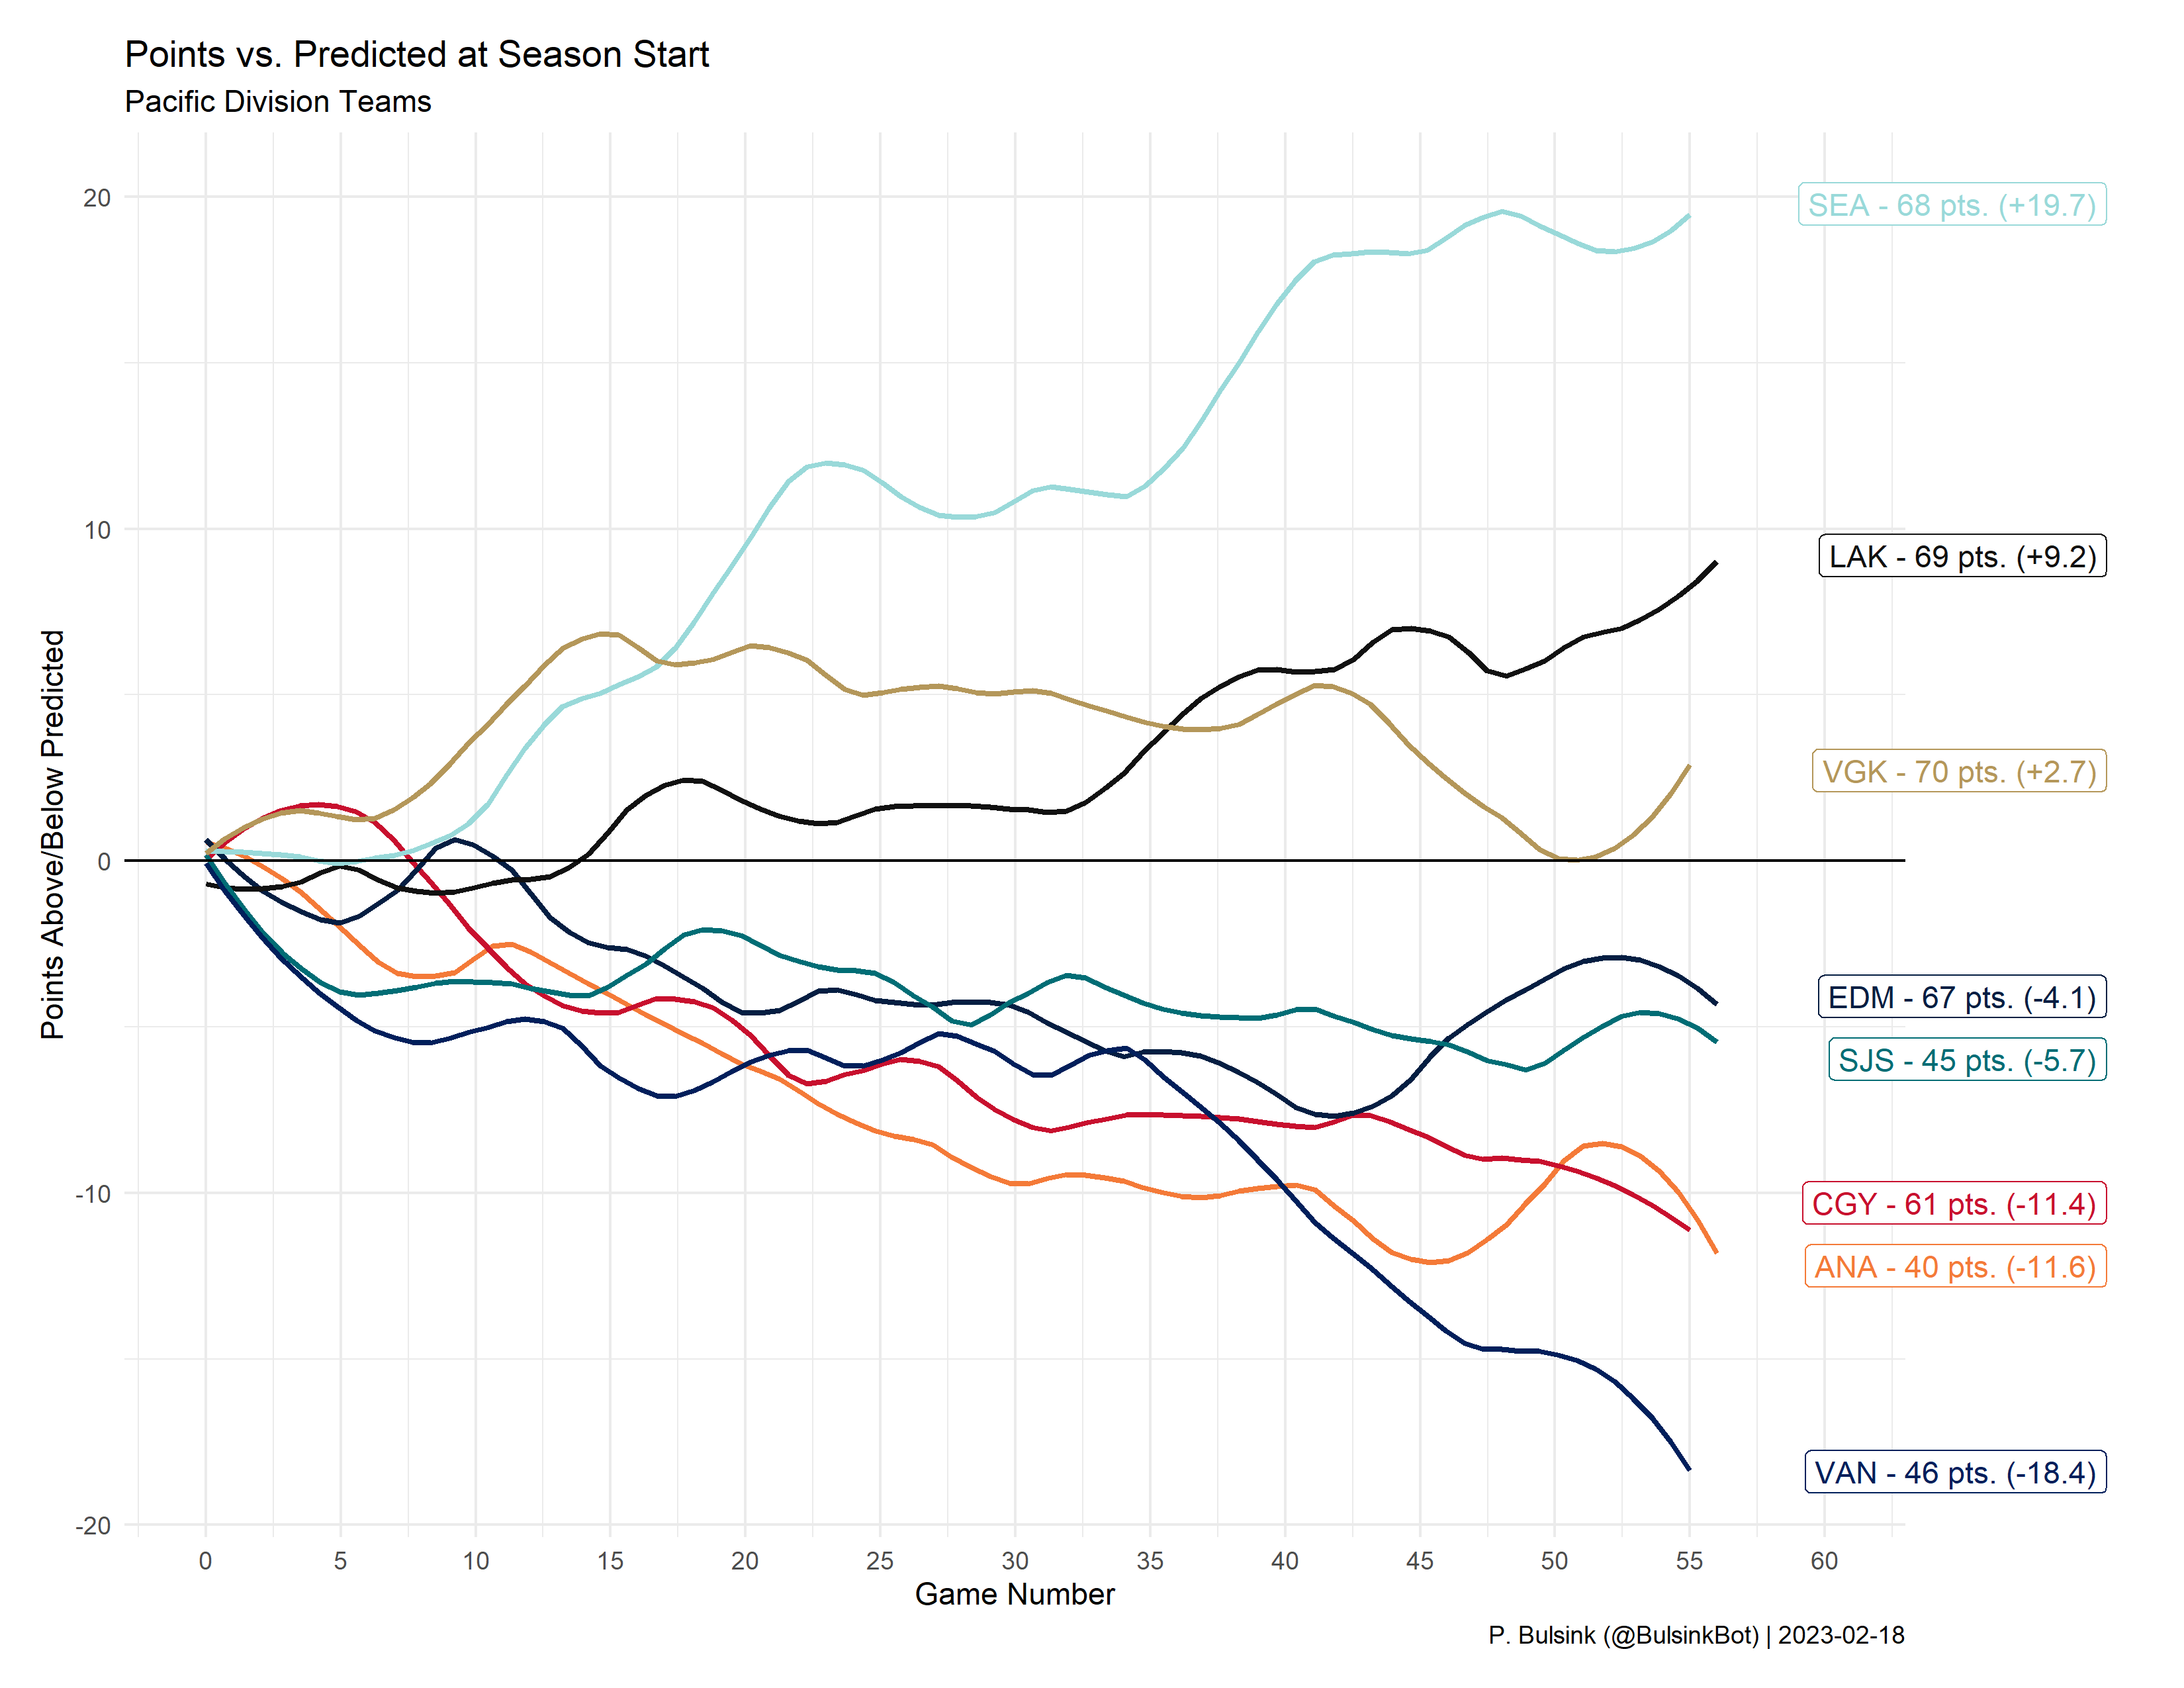 Points vs. Predicted at Season Start
Pacific Division Teams
Points Above/Below Predicted
20
10
0
-10
-20
SEA - 68 pts. (+19.7)
LAK - 69 pts. (+9.2)
VGK - 70 pts. (+2.7)
EDM - 67 pts. (-4.1)
SJS - 45 pts. (-5.7)
CGY - 61 pts. (-11.4)
ANA - 40 pts. (-11.6)
VAN - 46 pts. (-18.4)
0 5 10 15 20 25 30 35 40 45 50 55 60
Game Number
P. Bulsink (@BulsinkBot) | 2023-02-18